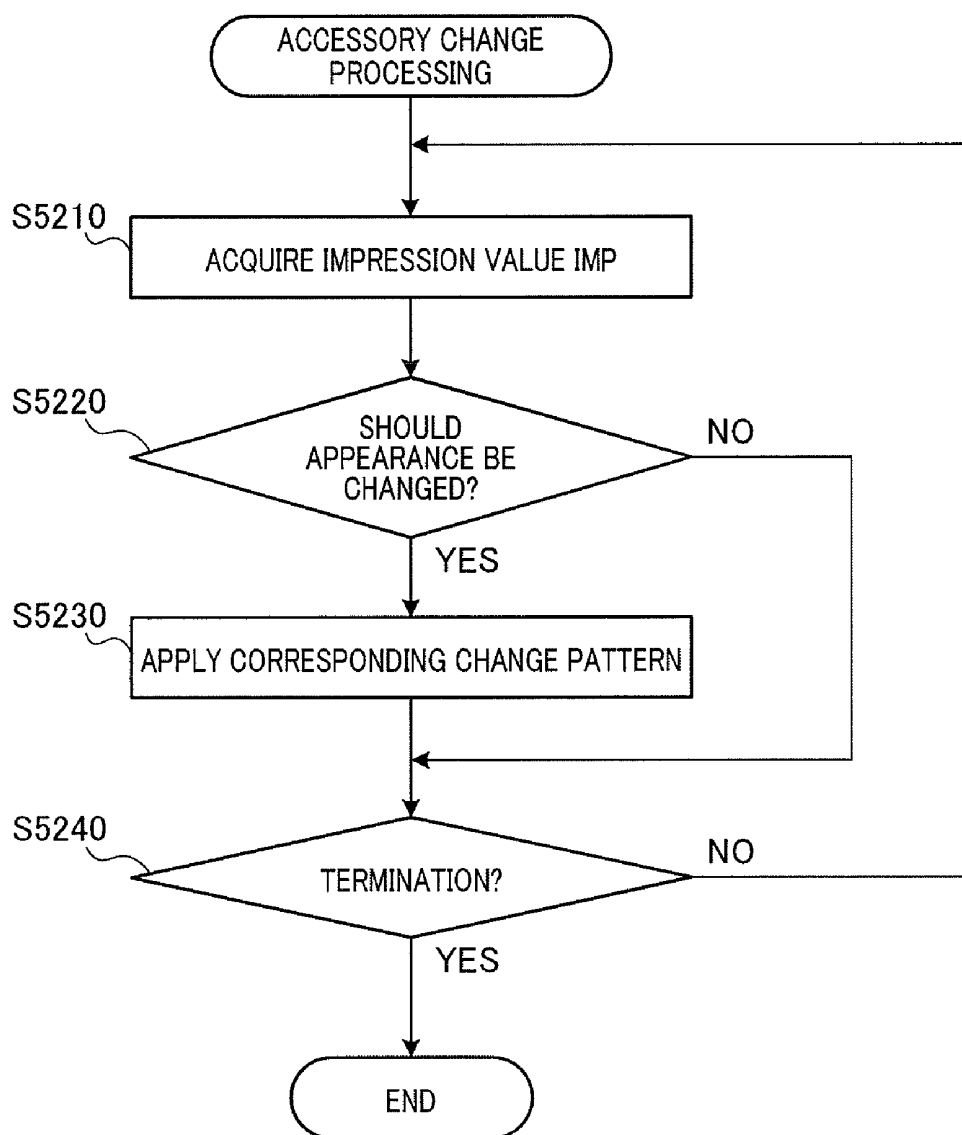 ACCESSORY CHANGE
PROCESSING
S5210
ACQUIRE IMPRESSION VALUE IMP
S5220
SHOULD
APPEARANCE BE
CHANGED?
NO
YES
S5230
APPLY CORRESPONDING CHANGE PATTERN
S5240
TERMINATION?
NO
YES
END